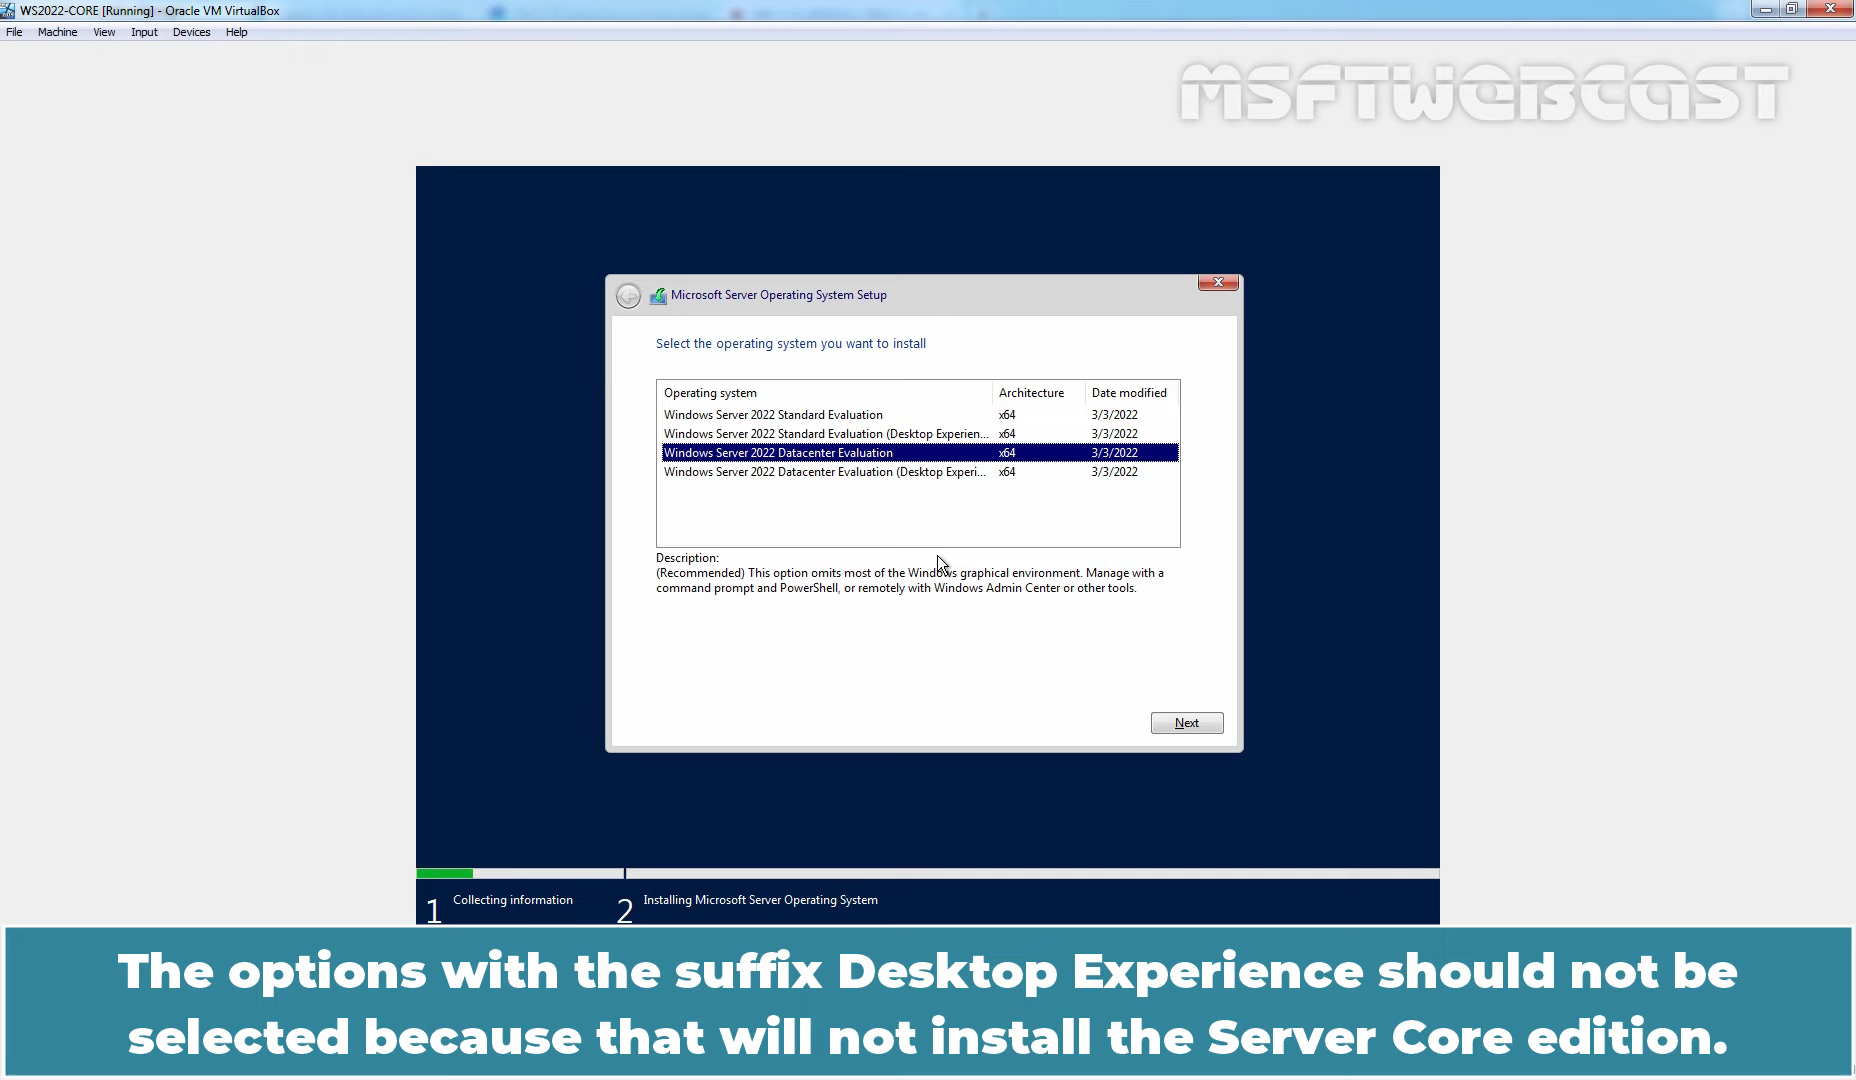 WS2022-CORE [Running] - Oracle VM VirtualBox
File Machine View Input Devices Help
MSFTWEBCAST
Microsoft Server Operating System Setup
Select the operating system you want to install
Operating system Architecture Date modified
Windows Server 2022 Standard Evaluation x64 3/3/2022
Windows Server 2022 Standard Evaluation (Desktop Experien... x64 3/3/2022
Windows Server 2022 Datacenter Evaluation x64 3/3/2022
Windows Server 2022 Datacenter Evaluation (Desktop Experi... x64 3/3/2022
Description:
(Recommended) This option omits most of the Windows graphical environment. Manage with a
command prompt and PowerShell, or remotely with Windows Admin Center or other tools.
Next
1 Collecting information 2 Installing Microsoft Server Operating System
The options with the suffix Desktop Experience should not be
selected because that will not install the Server Core edition.